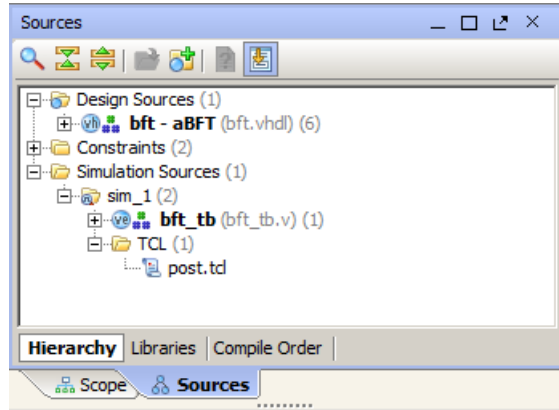 Sources
Design Sources (1)
vh bft - aBFT (bft.vhdl) (6)
Constraints (2)
Simulation Sources (1)
sim_1 (2)
ve bft_tb (bft_tb.v) (1)
TCL (1)
post.tcl
Hierarchy Libraries Compile Order
Scope Sources